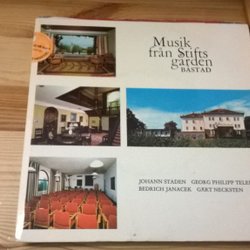 Musik
från Stifts
gården
BÅSTAD
JOHANN STADEN GEORG PHILIPP TELE
BEDRICH JANACEK GERT NECKSTEN